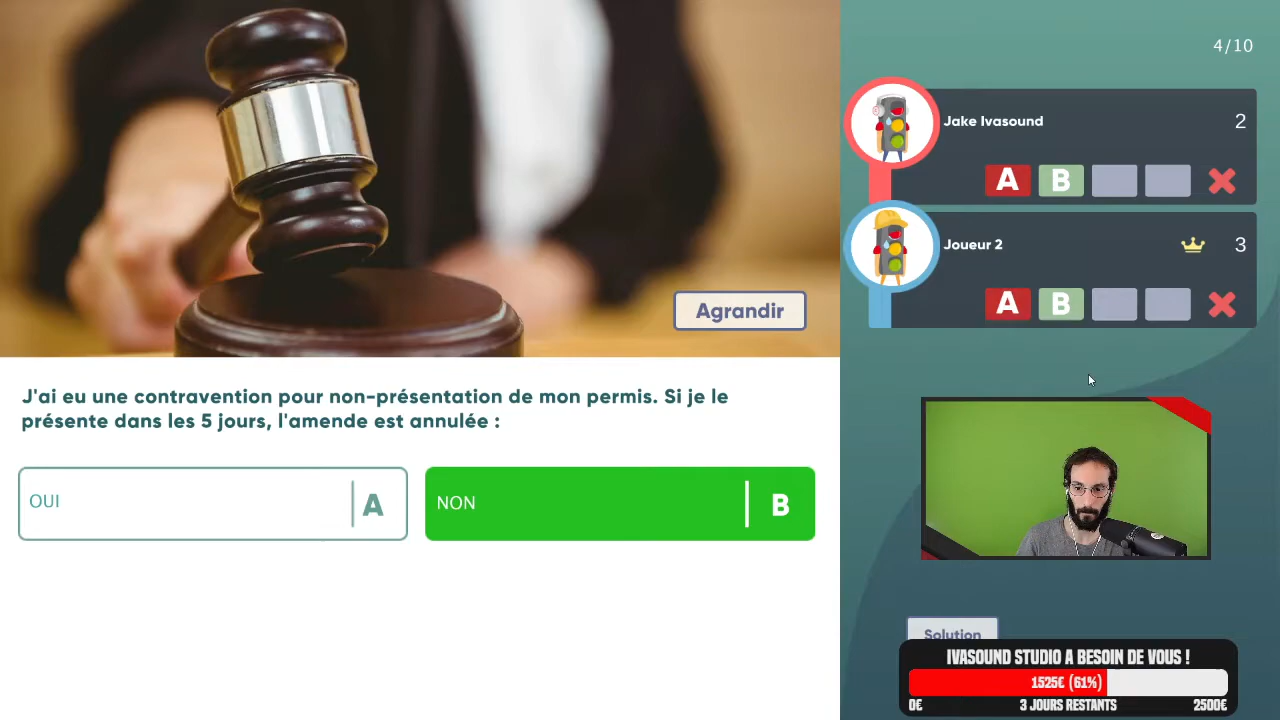 4/10
Jake Ivasound
2
A
B
Joueur 2
3
A
B
Agrandir
J'ai eu une contravention pour non-présentation de mon permis. Si je le
présente dans les 5 jours, l'amende est annulée :
OUI
A
NON
B
Solution
IVASOUND STUDIO A BESOIN DE VOUS !
1525€ (61%)
0€
3 JOURS RESTANTS
2500€